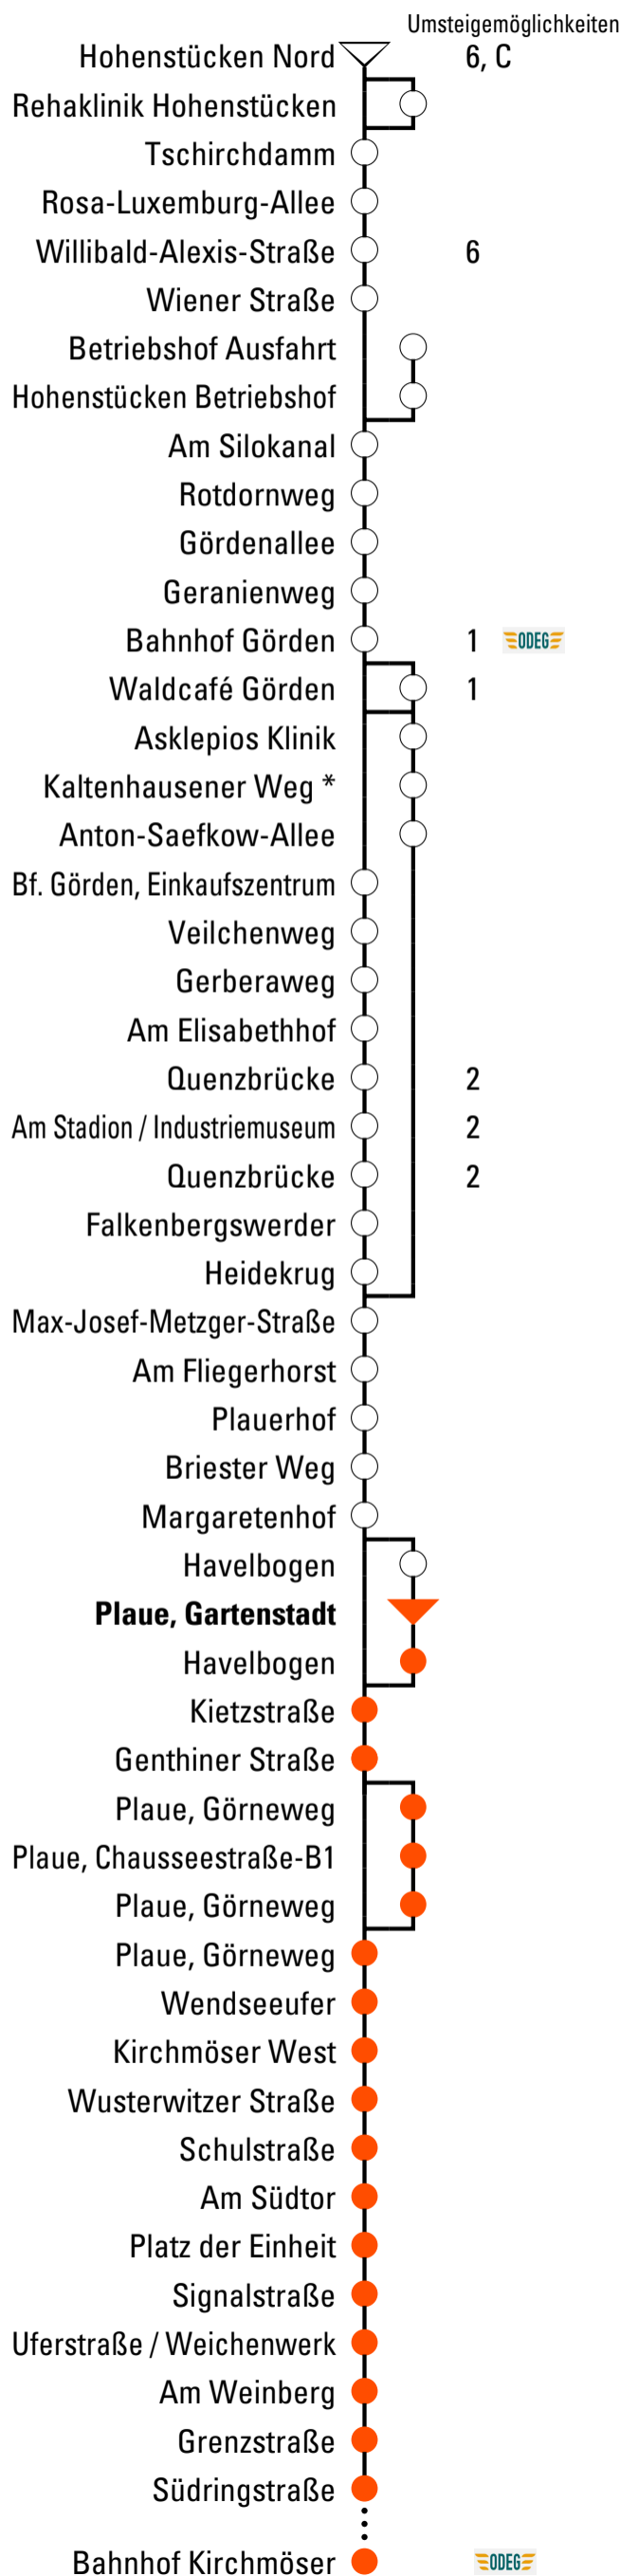 Umsteigemöglichkeiten
Hohenstücken Nord 6, C
Rehaklinik Hohenstücken
Tschirchdamm
Rosa-Luxemburg-Allee
Willibald-Alexis-Straße 6
Wiener Straße
Betriebshof Ausfahrt
Hohenstücken Betriebshof
Am Silokanal
Rotdornweg
Gördenallee
Geranienweg
Bahnhof Görden 1 ODEG
Waldcafé Görden 1
Asklepios Klinik
Kaltenhausener Weg *
Anton-Saefkow-Allee
Bf. Görden, Einkaufszentrum
Veilchenweg
Gerberaweg
Am Elisabethhof
Quenzbrücke 2
Am Stadion / Industriemuseum 2
Quenzbrücke 2
Falkenbergswerder
Heidekrug
Max-Josef-Metzger-Straße
Am Fliegerhorst
Plauerhof
Briester Weg
Margaretenhof
Havelbogen
Plaue, Gartenstadt
Havelbogen
Kietzstraße
Genthiner Straße
Plaue, Görneweg
Plaue, Chausseestraße-B1
Plaue, Görneweg
Plaue, Görneweg
Wendseeufer
Kirchmöser West
Wusterwitzer Straße
Schulstraße
Am Südtor
Platz der Einheit
Signalstraße
Uferstraße / Weichenwerk
Am Weinberg
Grenzstraße
Südringstraße
Bahnhof Kirchmöser ODEG